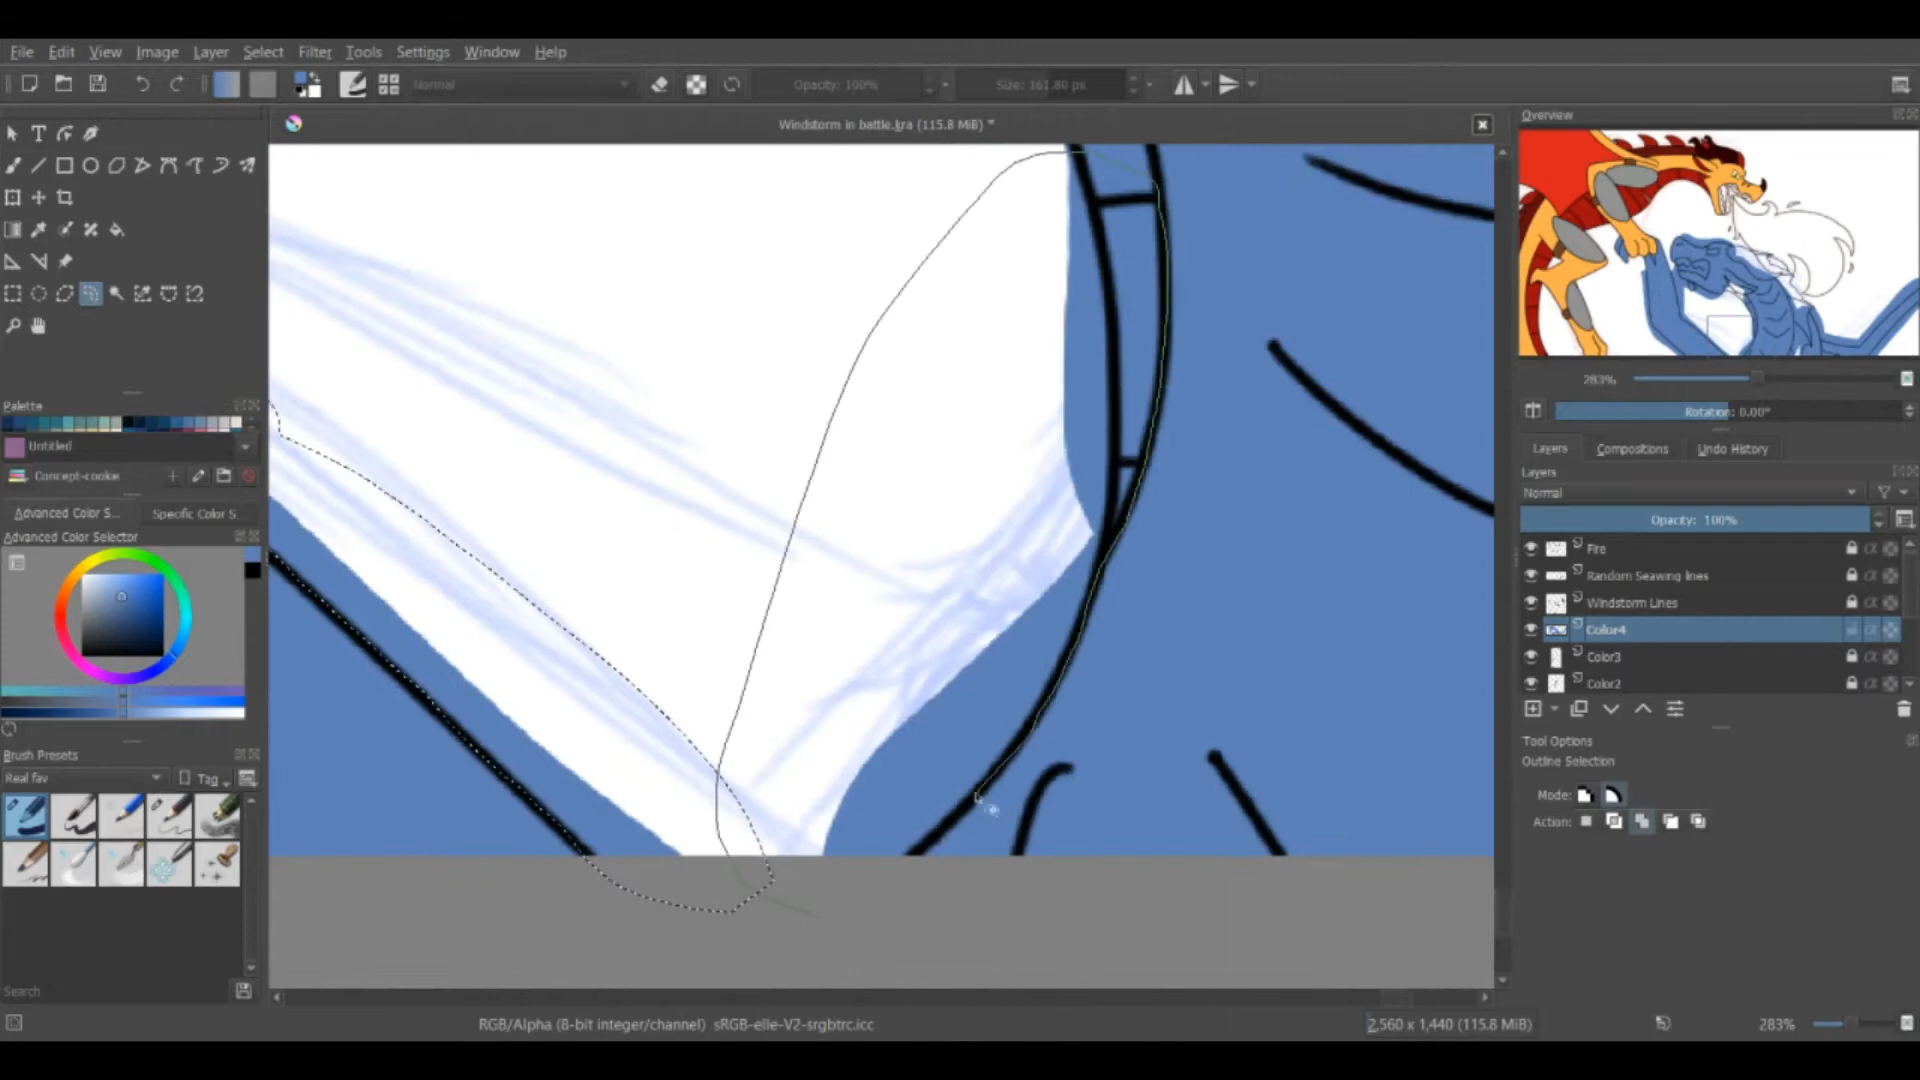 File Edit View Image Layer Select Filter Tools Settings Window Help
Normal Opacity: 100% Size: 161.80 px
Windstorm in battle.kra (115.8 MiB) *
Overview
283%
Rotation: 0.00°
Palette
Untitled
Concept-cookie
Advanced Color S... Specific Color S...
Advanced Color Selector
Brush Presets
Real fav Tag
Search
Layers Compositions Undo History
Layers
Normal
Opacity: 100%
Fire
Random Seawing lines
Windstorm Lines
Color4
Color3
Color2
Tool Options
Outline Selection
Mode:
Action:
RGB/Alpha (8-bit integer/channel) sRGB-elle-V2-srgbtrc.icc
2,560 x 1,440 (115.8 MiB)
283%